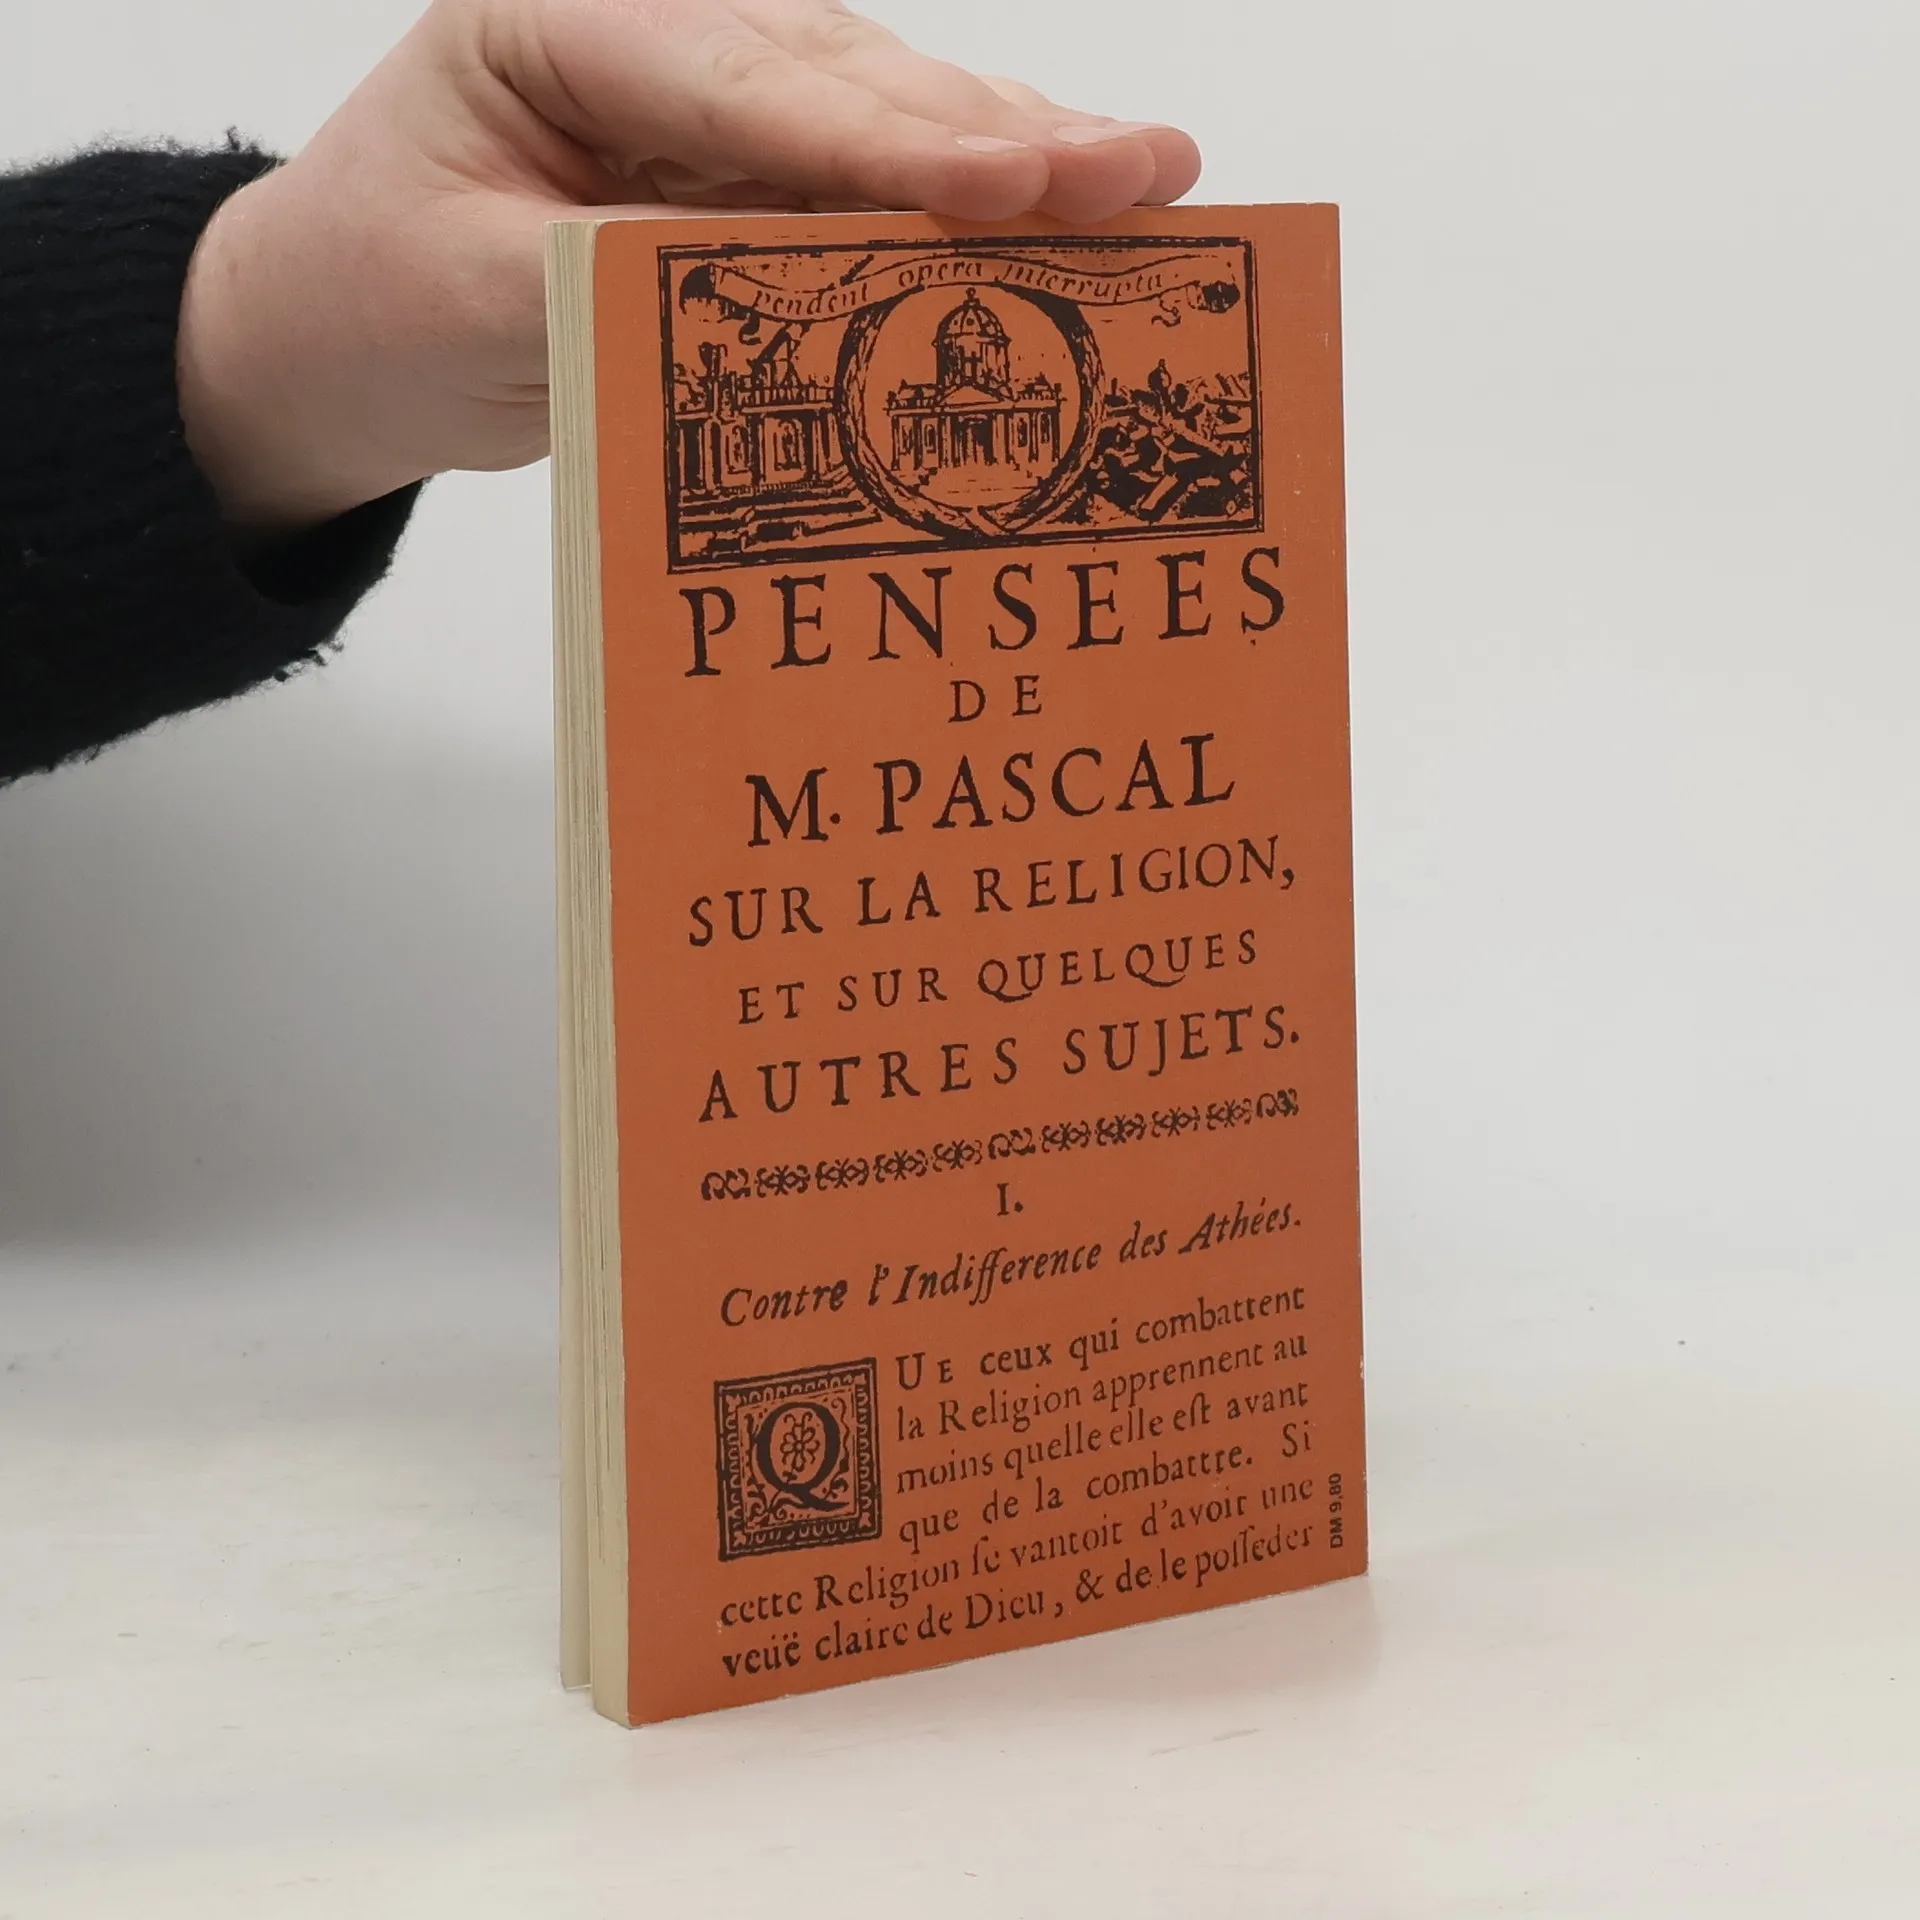 pendent opera interrupta
PENSEES
DE
M. PASCAL
SUR LA RELIGION,
ET SUR QUELQUES
AUTRES SUJETS.
I.
Contre l'Indifference des Athées.
QUE ceux qui combattent
la Religion apprennent au
moins quelle elle eſt avant
que de la combattre. Si
cette Religion ſe vantoit d'avoir une
veüë claire de Dieu, & de le poſſeder
DM 9,80